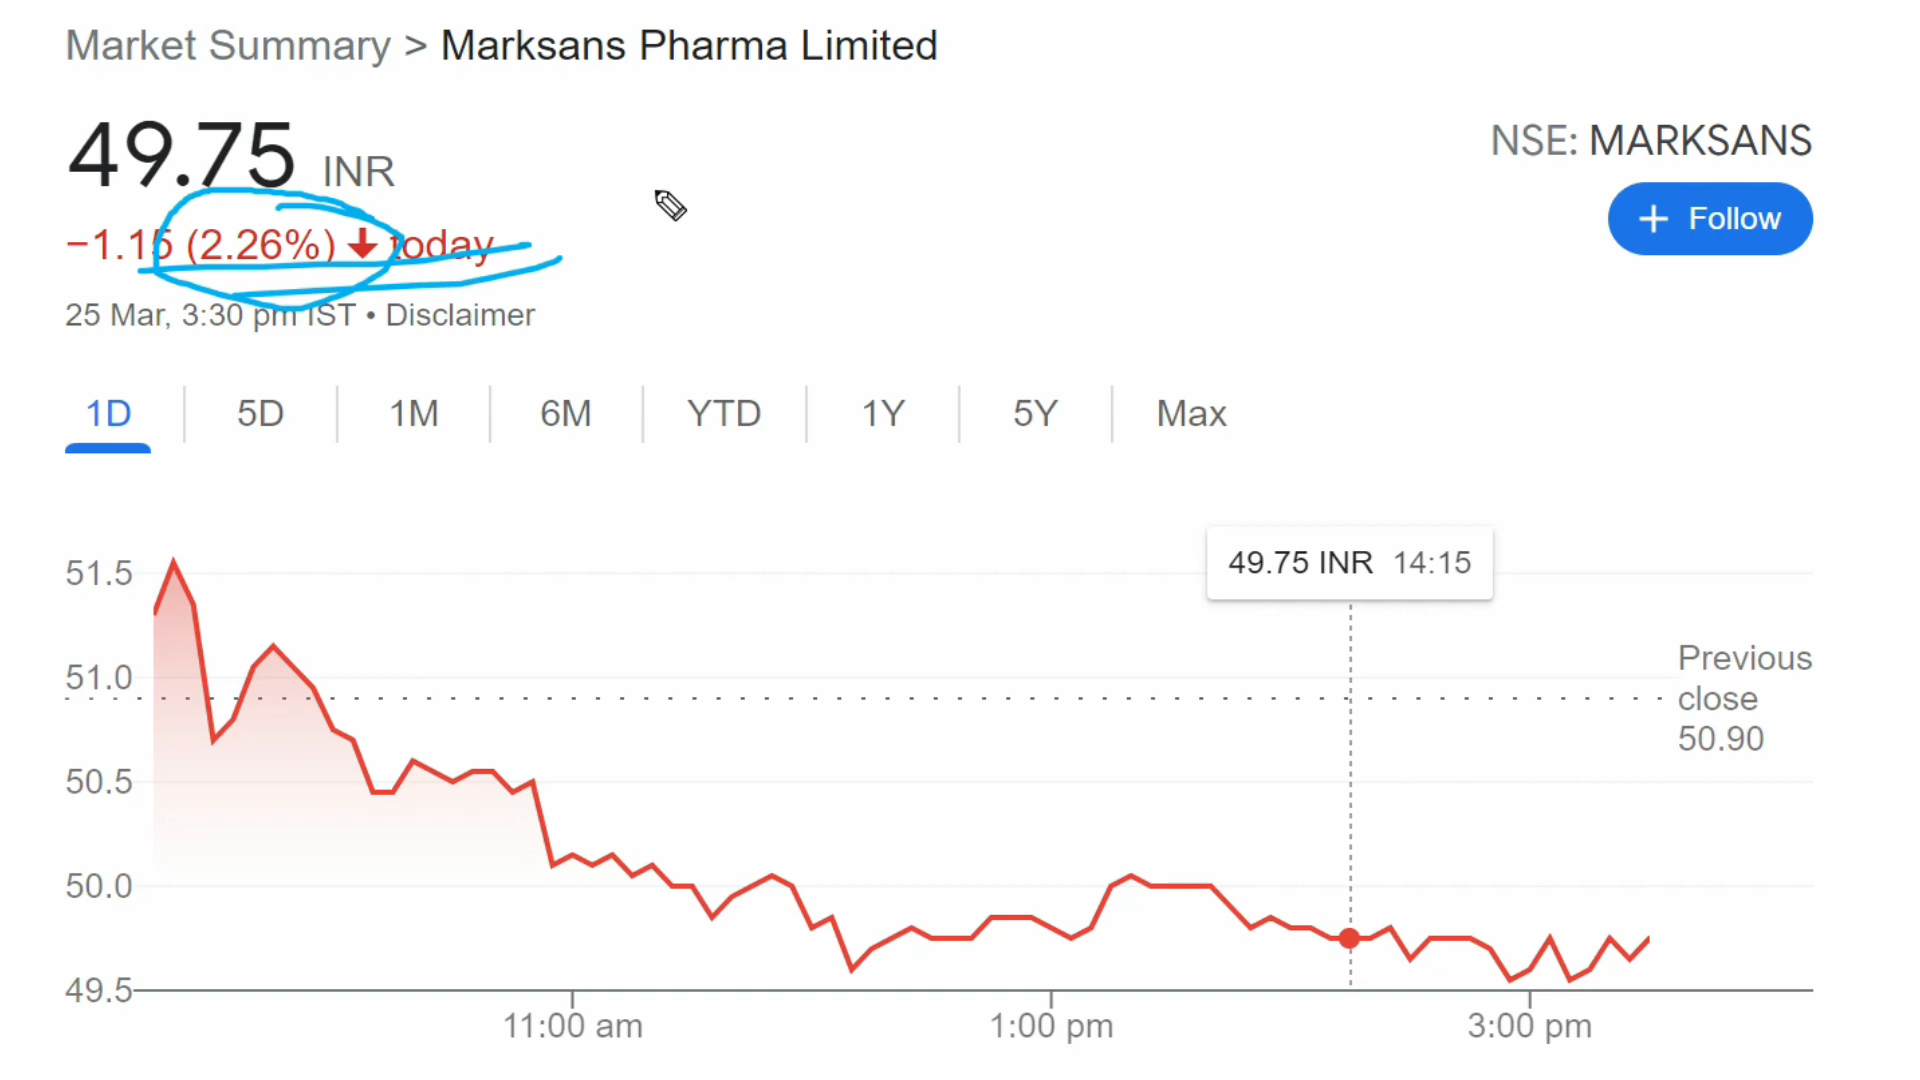 Market Summary > Marksans Pharma Limited
49.75 INR
NSE: MARKSANS
−1.15 (2.26%) ↓ today
+ Follow
25 Mar, 3:30 pm IST • Disclaimer
1D 5D 1M 6M YTD 1Y 5Y Max
49.75 INR 14:15
51.5
51.0
50.5
50.0
49.5
Previous
close
50.90
11:00 am 1:00 pm 3:00 pm